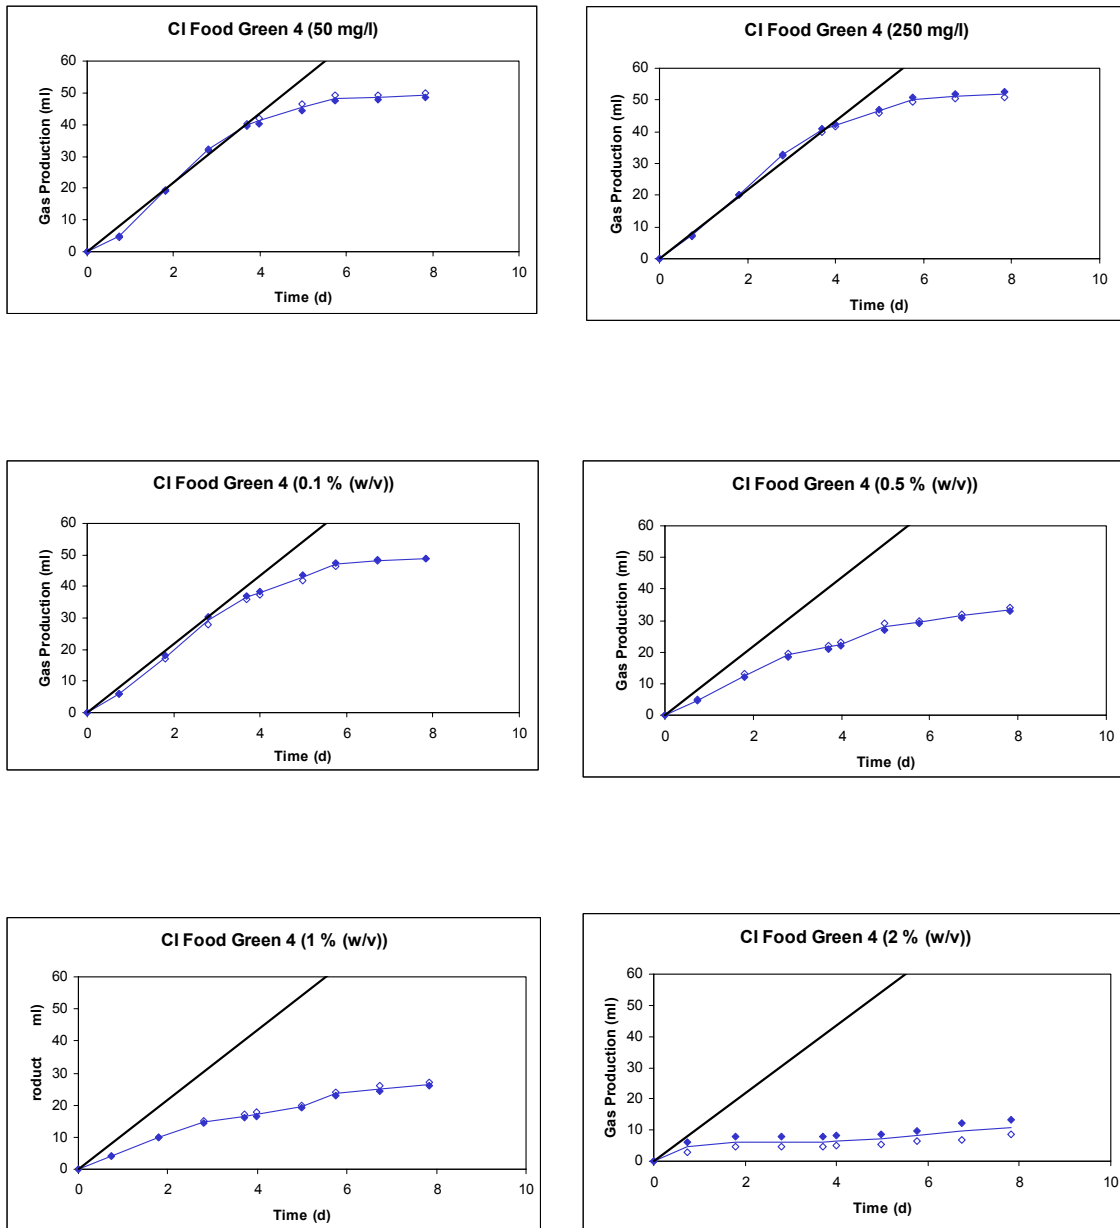 CI Food Green 4 (50 mg/l)
Gas Production (ml)
60
50
40
30
20
10
0
0 2 4 6 8 10
Time (d)
CI Food Green 4 (250 mg/l)
Gas Production (ml)
60
50
40
30
20
10
0
0 2 4 6 8 10
Time (d)
CI Food Green 4 (0.1 % (w/v))
Gas Production (ml)
60
50
40
30
20
10
0
0 2 4 6 8 10
Time (d)
CI Food Green 4 (0.5 % (w/v))
Gas Production (ml)
60
50
40
30
20
10
0
0 2 4 6 8 10
Time (d)
CI Food Green 4 (1 % (w/v))
roduct ml)
60
50
40
30
20
10
0
0 2 4 6 8 10
Time (d)
CI Food Green 4 (2 % (w/v))
Gas Production (ml)
60
50
40
30
20
10
0
0 2 4 6 8 10
Time (d)